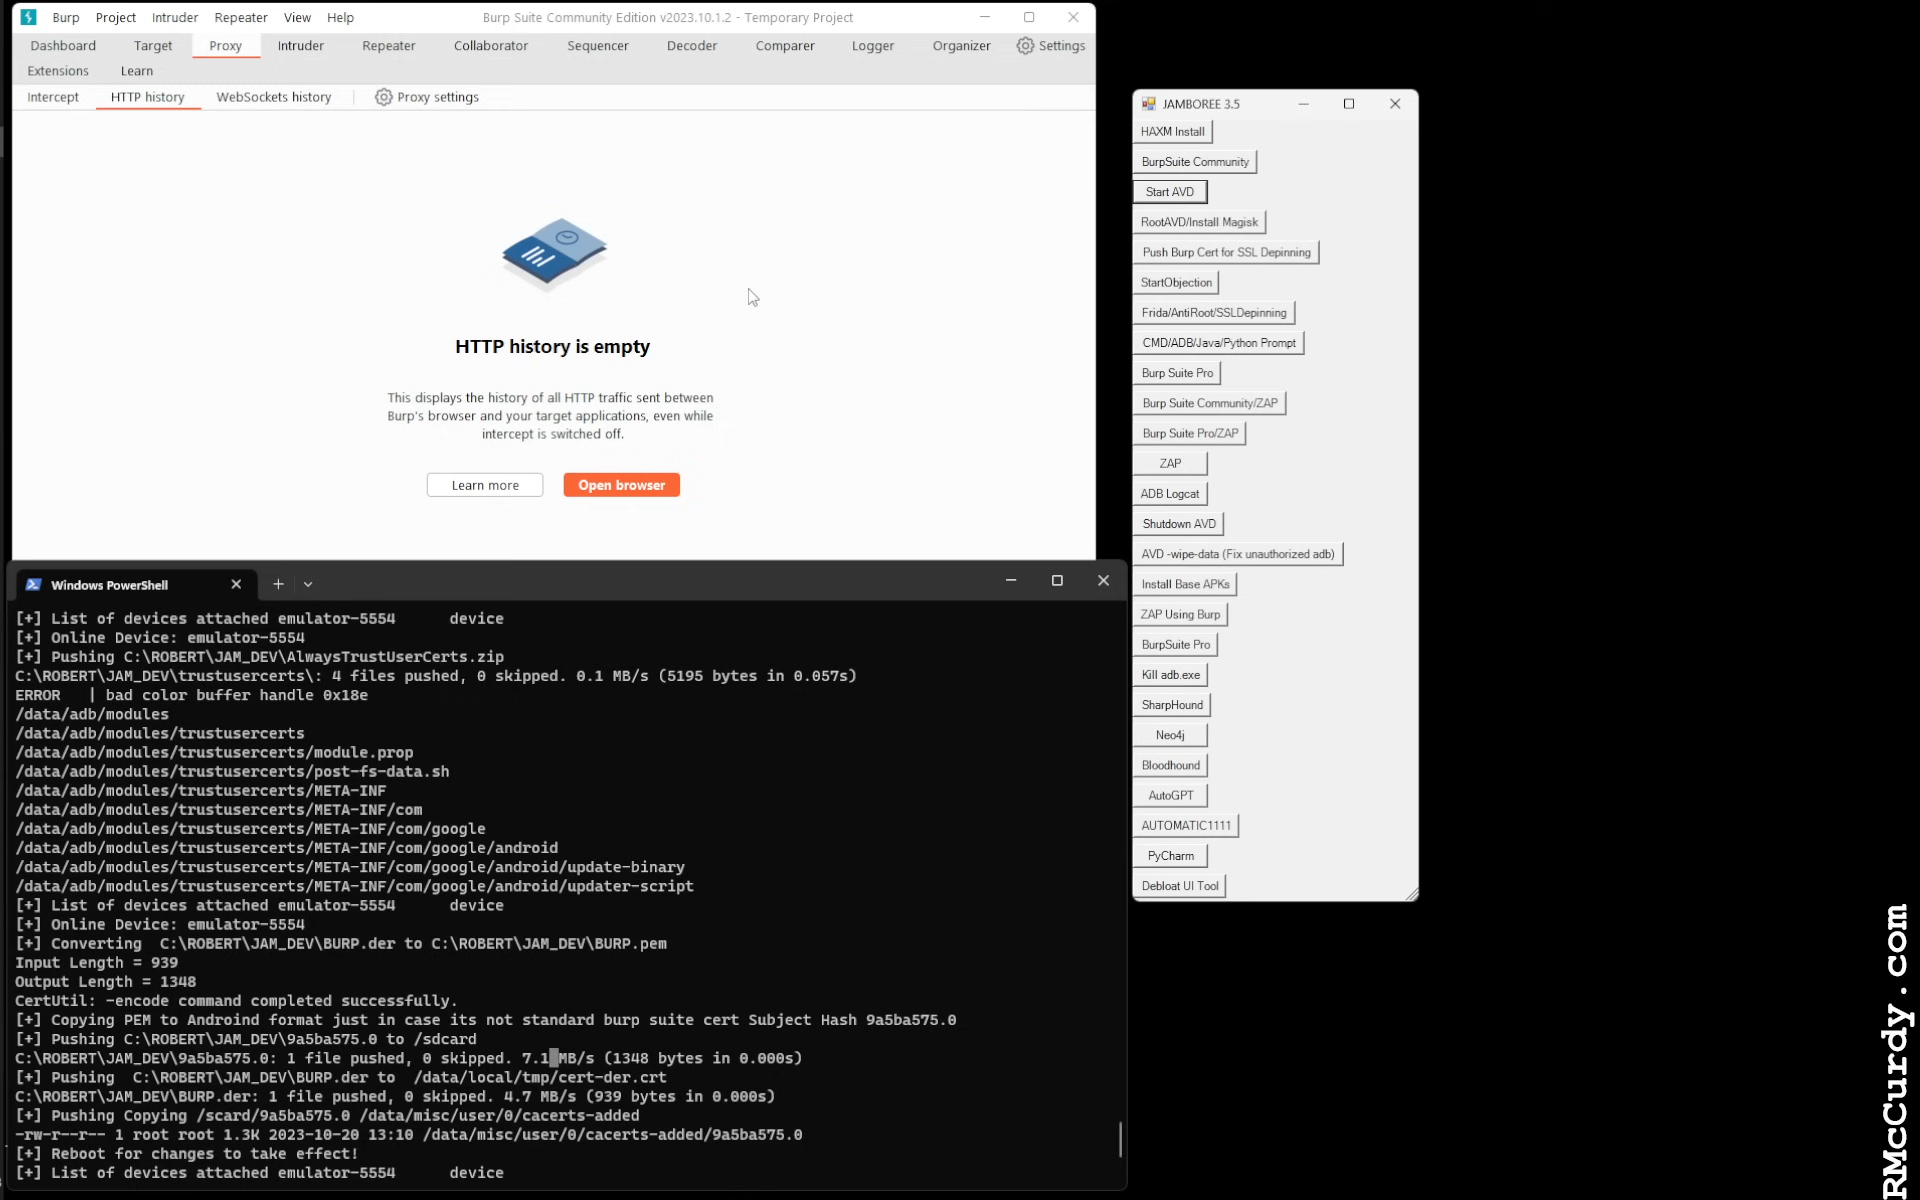 Burp Project Intruder Repeater View Help Burp Suite Community Edition v2023.10.1.2 - Temporary Project
Dashboard Target Proxy Intruder Repeater Collaborator Sequencer Decoder Comparer Logger Organizer Settings
Extensions Learn
Intercept HTTP history WebSockets history Proxy settings
HTTP history is empty
This displays the history of all HTTP traffic sent between
Burp's browser and your target applications, even while
intercept is switched off.
Learn more Open browser
JAMBOREE 3.5
HAXM Install
BurpSuite Community
Start AVD
RootAVD/Install Magisk
Push Burp Cert for SSL Depinning
StartObjection
Frida/AntiRoot/SSLDepinning
CMD/ADB/Java/Python Prompt
Burp Suite Pro
Burp Suite Community/ZAP
Burp Suite Pro/ZAP
ZAP
ADB Logcat
Shutdown AVD
AVD -wipe-data (Fix unauthorized adb)
Install Base APKs
ZAP Using Burp
BurpSuite Pro
Kill adb.exe
SharpHound
Neo4j
Bloodhound
AutoGPT
AUTOMATIC1111
PyCharm
Debloat UI Tool
Windows PowerShell
[+] List of devices attached emulator-5554 device
[+] Online Device: emulator-5554
[+] Pushing C:\ROBERT\JAM_DEV\AlwaysTrustUserCerts.zip
C:\ROBERT\JAM_DEV\trustusercerts\: 4 files pushed, 0 skipped. 0.1 MB/s (5195 bytes in 0.057s)
ERROR | bad color buffer handle 0x18e
/data/adb/modules
/data/adb/modules/trustusercerts
/data/adb/modules/trustusercerts/module.prop
/data/adb/modules/trustusercerts/post-fs-data.sh
/data/adb/modules/trustusercerts/META-INF
/data/adb/modules/trustusercerts/META-INF/com
/data/adb/modules/trustusercerts/META-INF/com/google
/data/adb/modules/trustusercerts/META-INF/com/google/android
/data/adb/modules/trustusercerts/META-INF/com/google/android/update-binary
/data/adb/modules/trustusercerts/META-INF/com/google/android/updater-script
[+] List of devices attached emulator-5554 device
[+] Online Device: emulator-5554
[+] Converting C:\ROBERT\JAM_DEV\BURP.der to C:\ROBERT\JAM_DEV\BURP.pem
Input Length = 939
Output Length = 1348
CertUtil: -encode command completed successfully.
[+] Copying PEM to Androind format just in case its not standard burp suite cert Subject Hash 9a5ba575.0
[+] Pushing C:\ROBERT\JAM_DEV\9a5ba575.0 to /sdcard
C:\ROBERT\JAM_DEV\9a5ba575.0: 1 file pushed, 0 skipped. 7.1 MB/s (1348 bytes in 0.000s)
[+] Pushing C:\ROBERT\JAM_DEV\BURP.der to /data/local/tmp/cert-der.crt
C:\ROBERT\JAM_DEV\BURP.der: 1 file pushed, 0 skipped. 4.7 MB/s (939 bytes in 0.000s)
[+] Pushing Copying /scard/9a5ba575.0 /data/misc/user/0/cacerts-added
-rw-r--r-- 1 root root 1.3K 2023-10-20 13:10 /data/misc/user/0/cacerts-added/9a5ba575.0
[+] Reboot for changes to take effect!
[+] List of devices attached emulator-5554 device
RMcCurdy.com